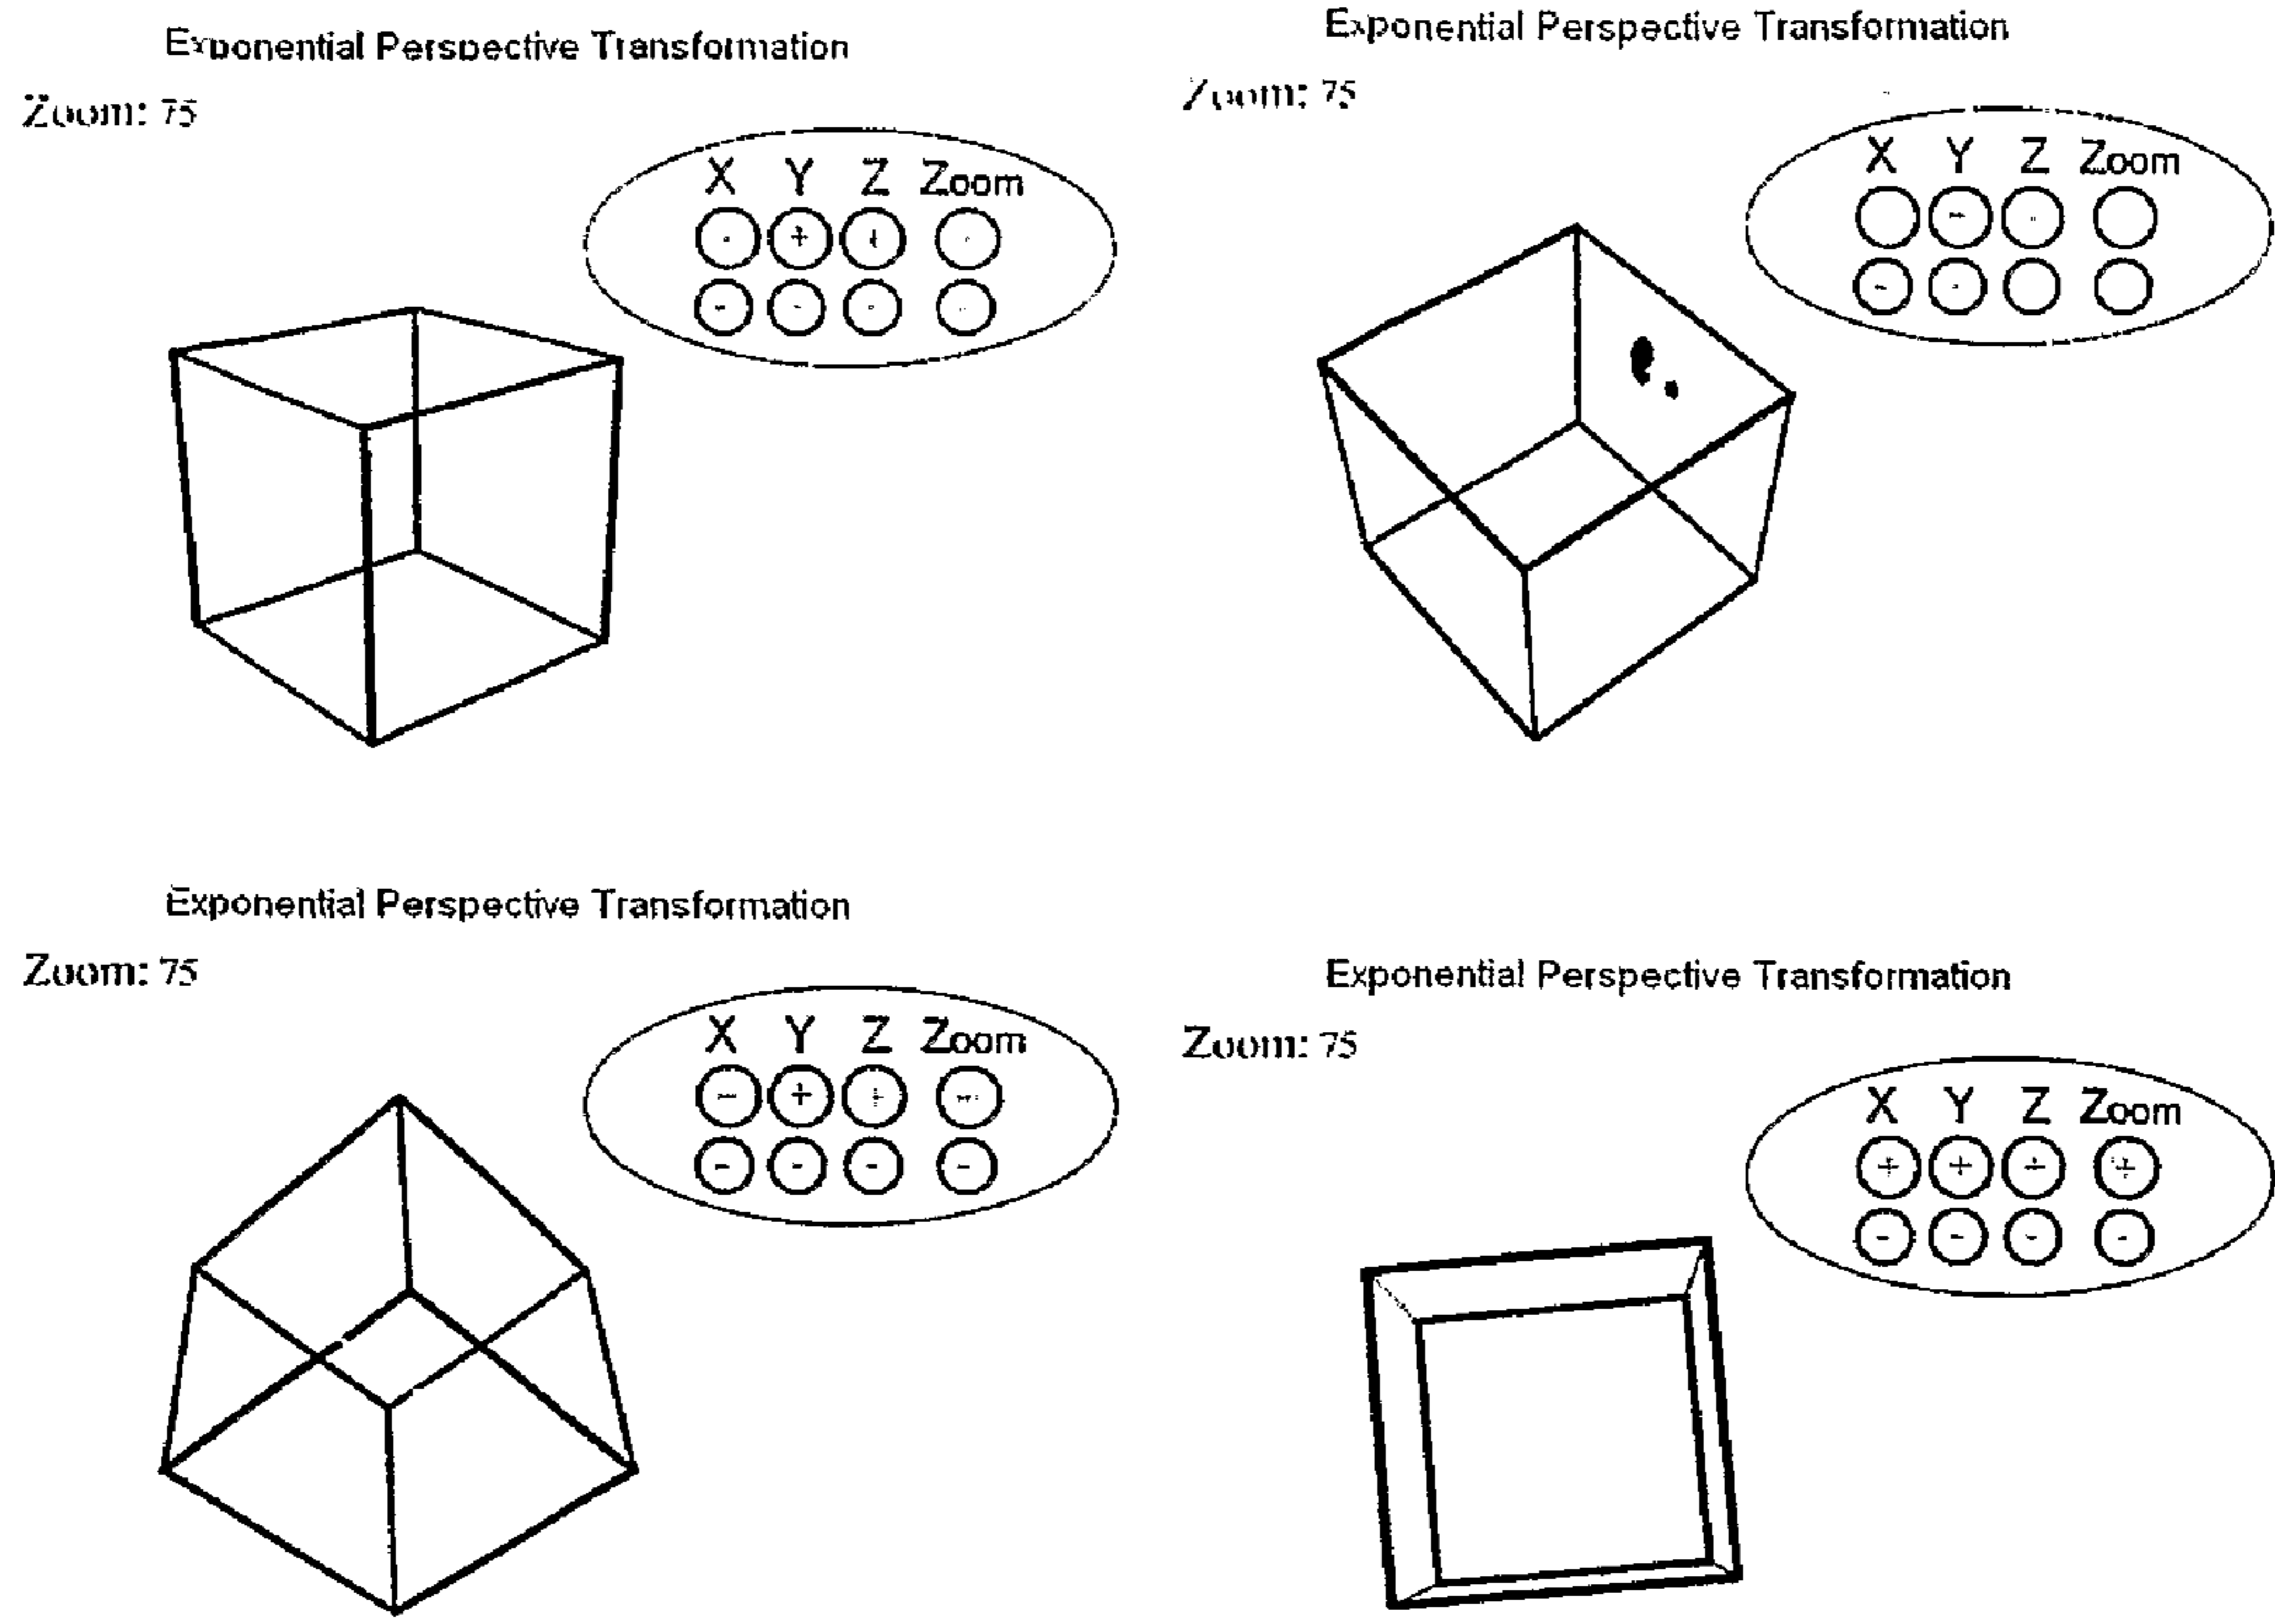 Exponential Perspective Transformation
Zoom: 75
X Y Z Zoom
+ +
- - - -
Exponential Perspective Transformation
Zoom: 75
X Y Z Zoom
Exponential Perspective Transformation
Zoom: 75
X Y Z Zoom
- + + -
- - - -
Exponential Perspective Transformation
Zoom: 75
X Y Z Zoom
+ + + +
- - - -